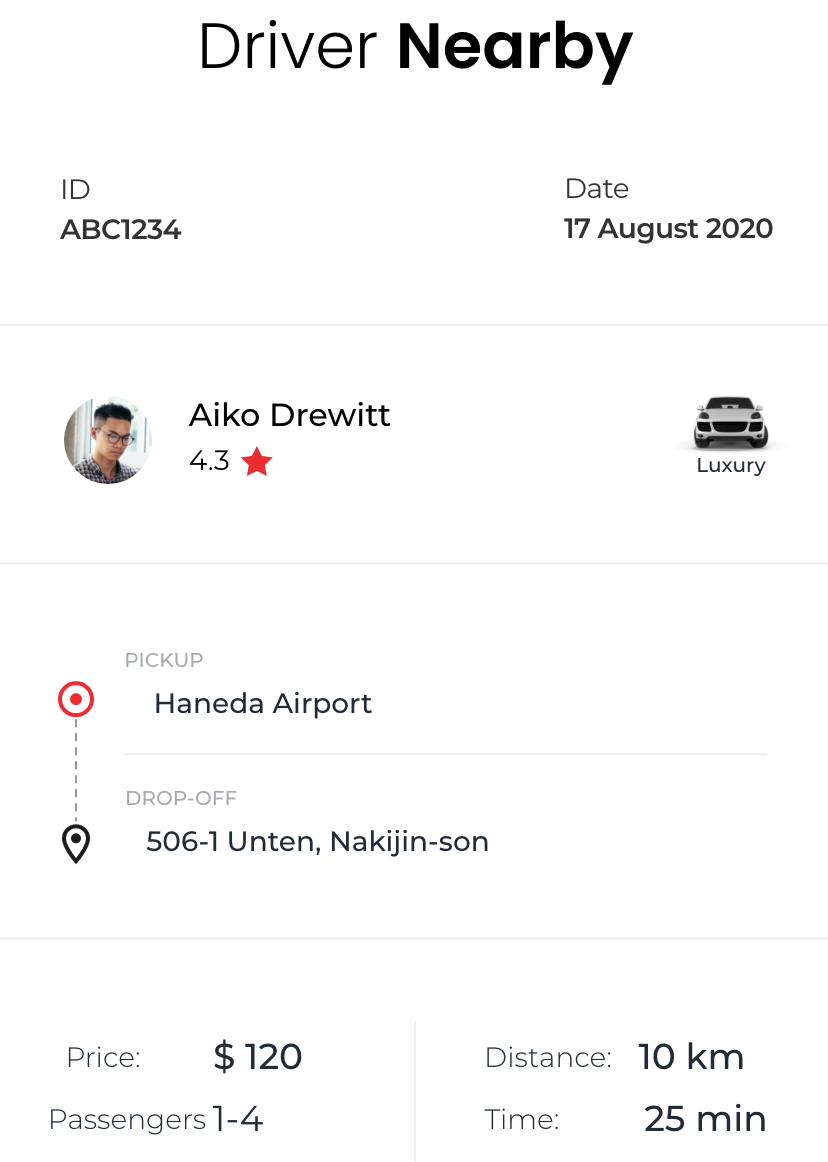 Driver Nearby
ID
ABC1234
Date
17 August 2020
Aiko Drewitt
4.3
Luxury
PICKUP
Haneda Airport
DROP-OFF
506-1 Unten, Nakijin-son
Price: $ 120
Passengers 1-4
Distance: 10 km
Time: 25 min